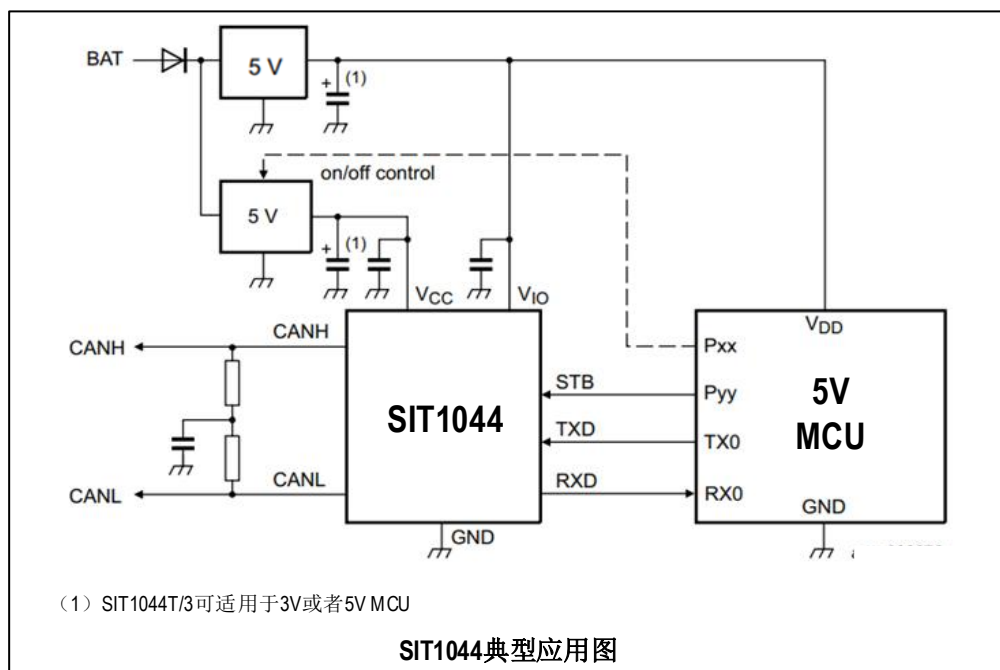 BAT
5 V
+ (1)
on/off control
5 V
+ (1)
VCC
VIO
VDD
CANH
CANH
Pxx
STB
Pyy
SIT1044
5V
MCU
TXD
TX0
RXD
RX0
CANL
CANL
GND
GND
（1）SIT1044T/3可适用于3V或者5V MCU
SIT1044典型应用图